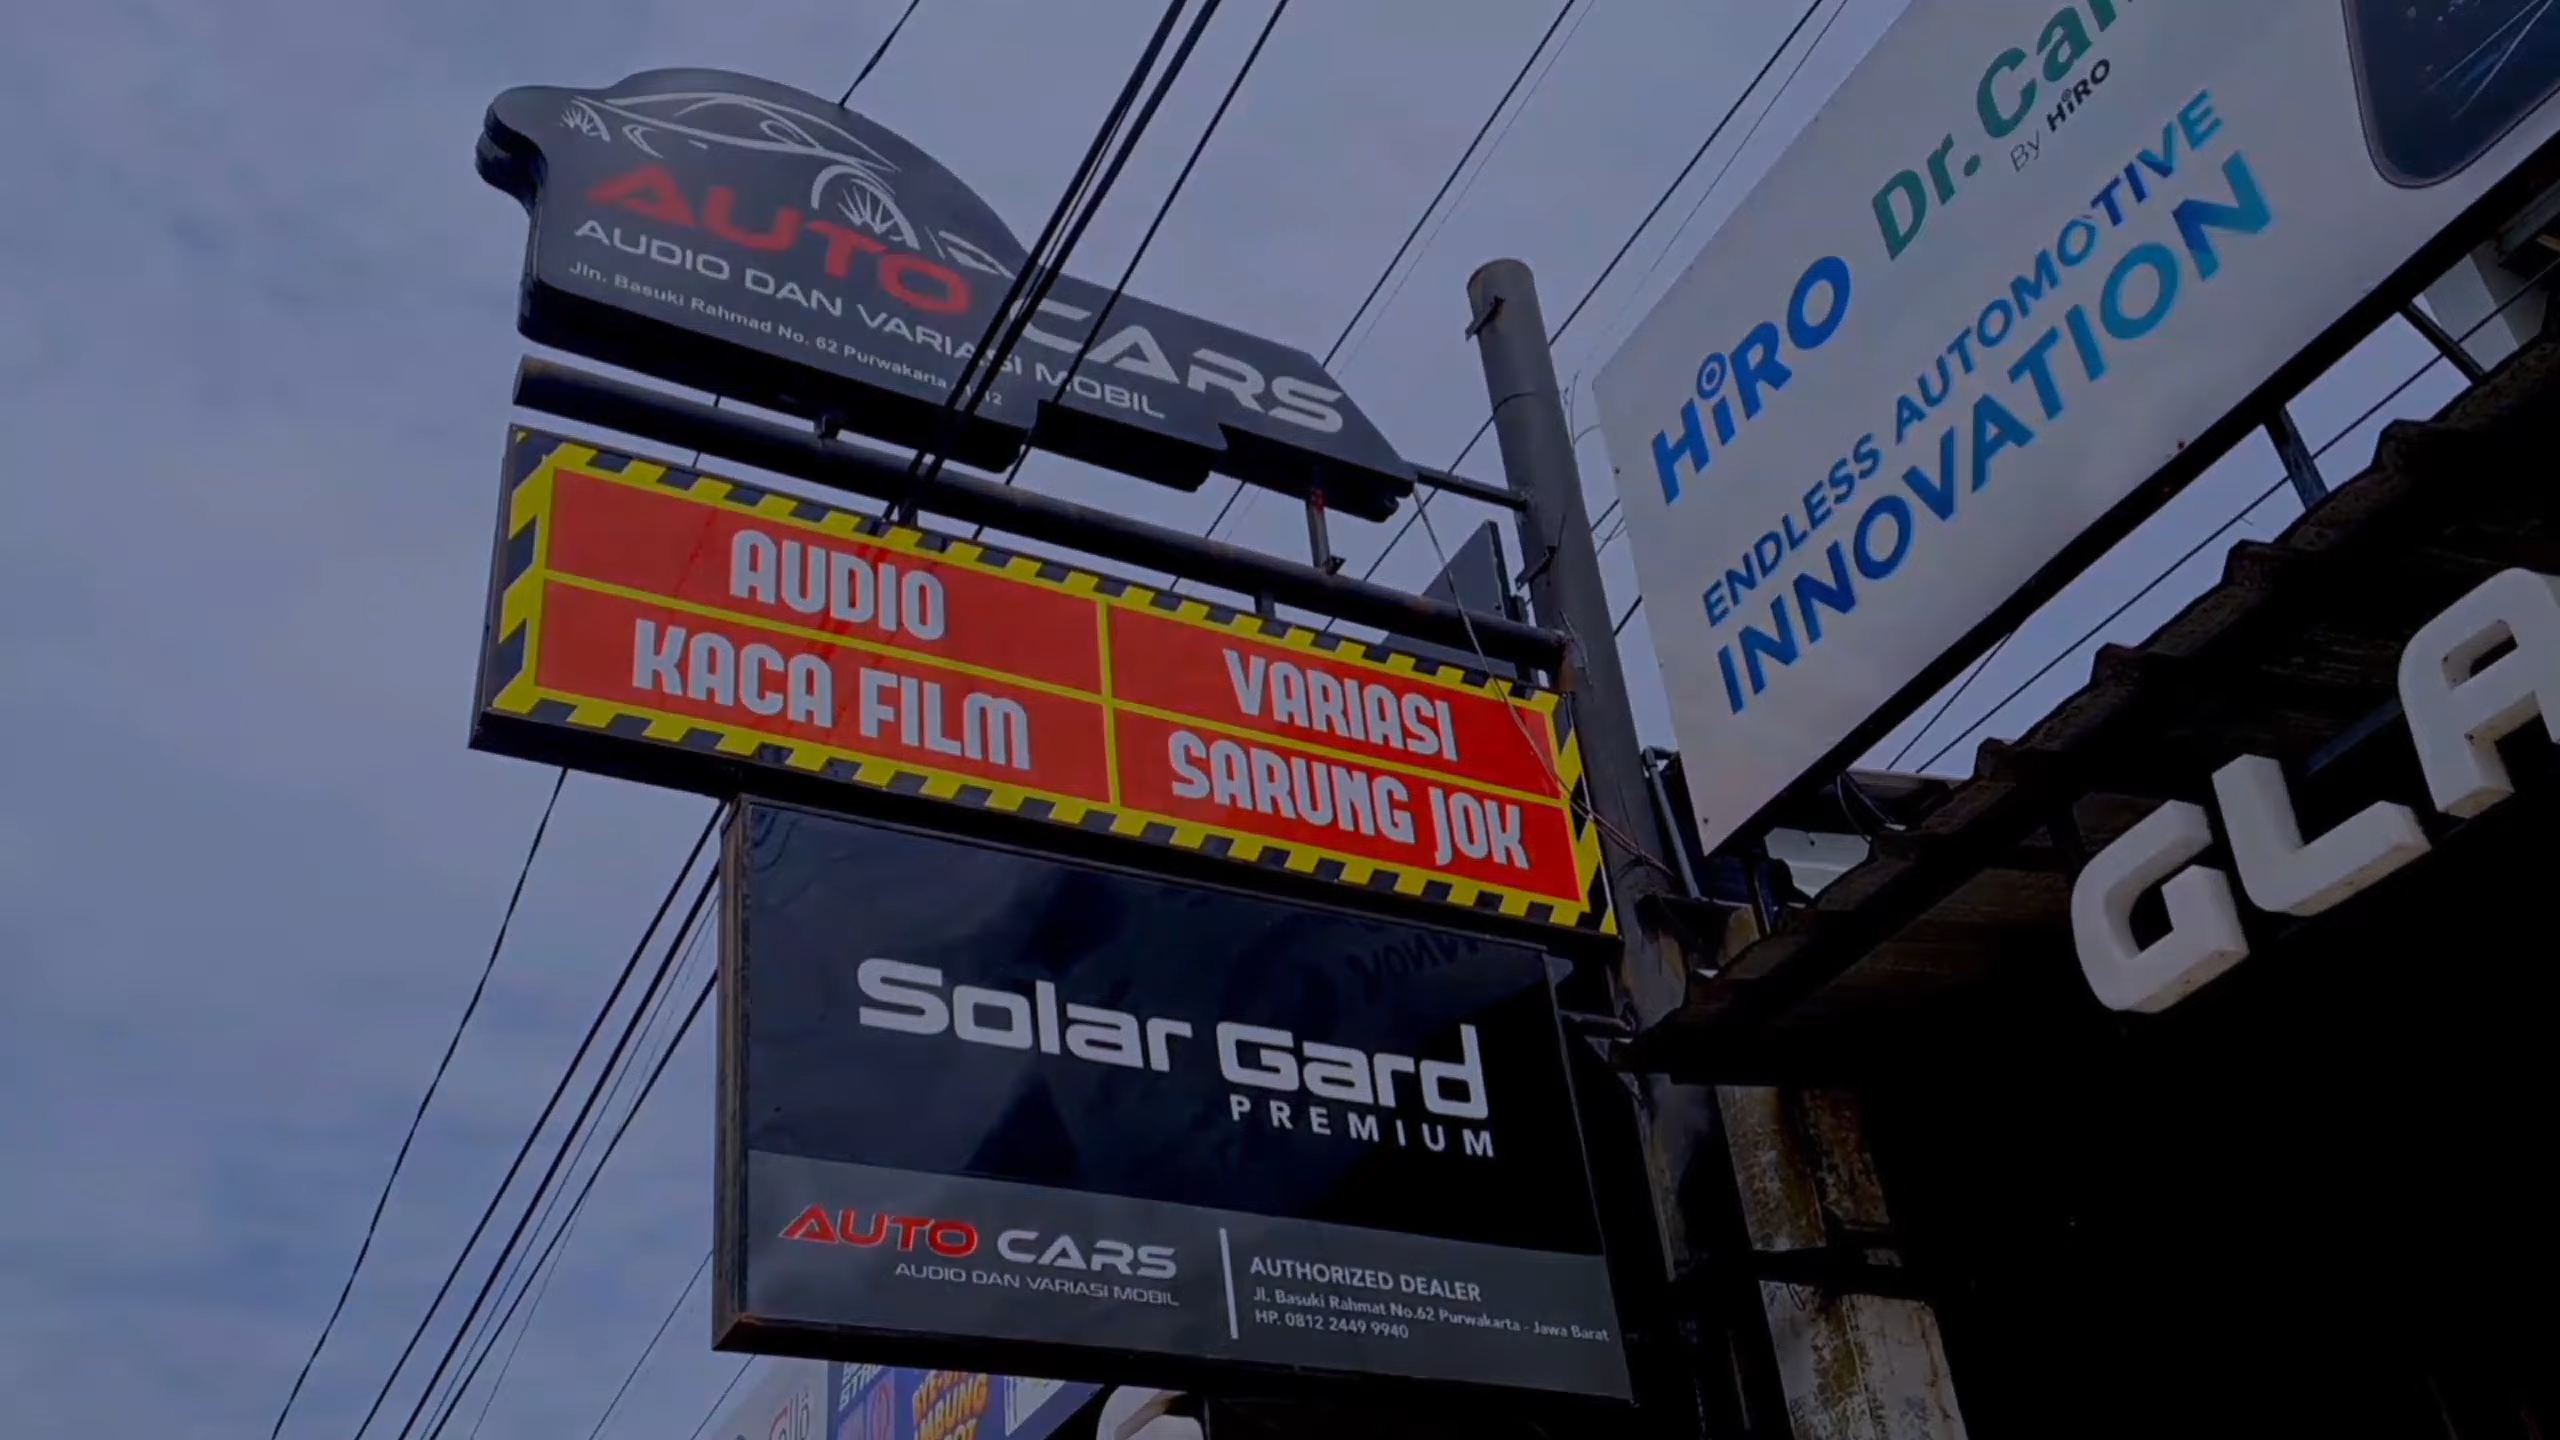 AUTO CARS
AUDIO DAN VARIASI MOBIL
Jln. Basuki Rahmad No. 62 Purwakarta
AUDIO
VARIASI
KACA FILM
SARUNG JOK
Solar Gard
PREMIUM
AUTO CARS
AUDIO DAN VARIASI MOBIL
AUTHORIZED DEALER
Jl. Basuki Rahmat No.62 Purwakarta - Jawa Barat
HP. 0812 2449 9940
HiRO Dr.
By HiRO
ENDLESS AUTOMOTIVE
INNOVATION
GLA